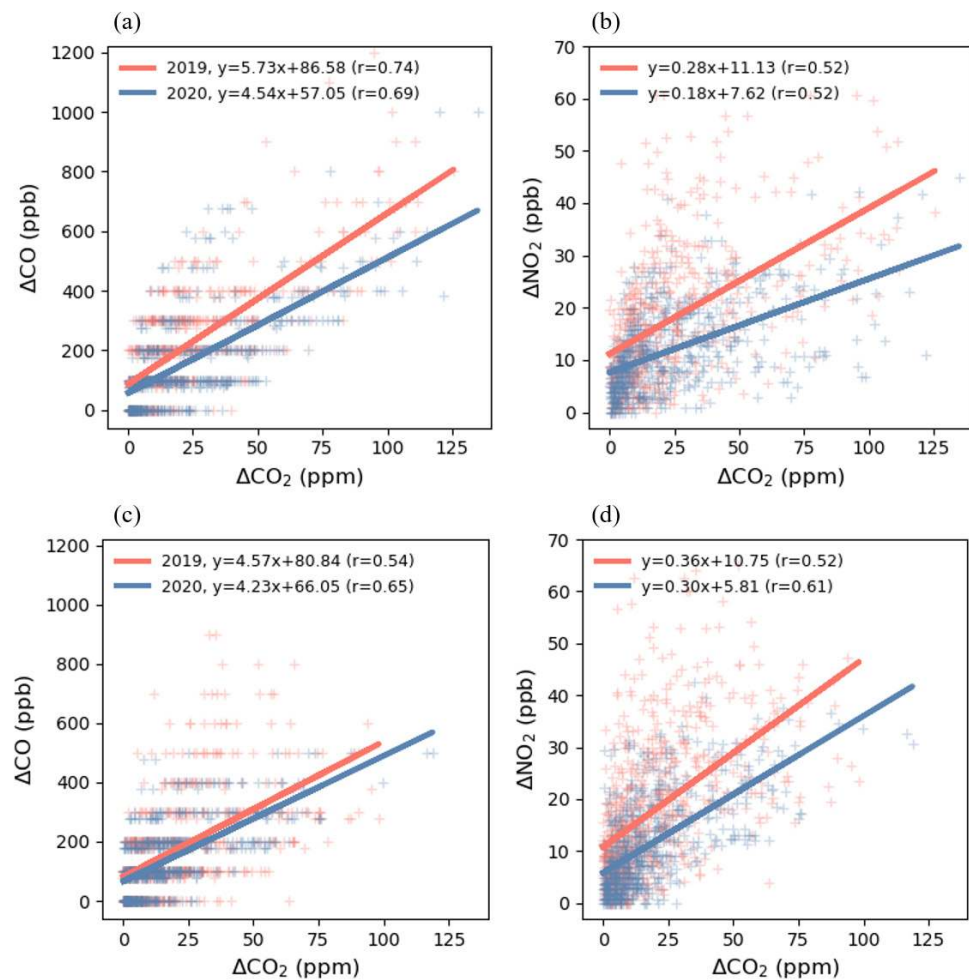 (a)
1200
1000
800
600
400
200
0
ΔCO (ppb)
2019, y=5.73x+86.58 (r=0.74)
2020, y=4.54x+57.05 (r=0.69)
0 25 50 75 100 125
ΔCO₂ (ppm)
(b)
70
60
50
40
30
20
10
0
ΔNO₂ (ppb)
y=0.28x+11.13 (r=0.52)
y=0.18x+7.62 (r=0.52)
0 25 50 75 100 125
ΔCO₂ (ppm)
(c)
1200
1000
800
600
400
200
0
ΔCO (ppb)
2019, y=4.57x+80.84 (r=0.54)
2020, y=4.23x+66.05 (r=0.65)
0 25 50 75 100 125
ΔCO₂ (ppm)
(d)
70
60
50
40
30
20
10
0
ΔNO₂ (ppb)
y=0.36x+10.75 (r=0.52)
y=0.30x+5.81 (r=0.61)
0 25 50 75 100 125
ΔCO₂ (ppm)